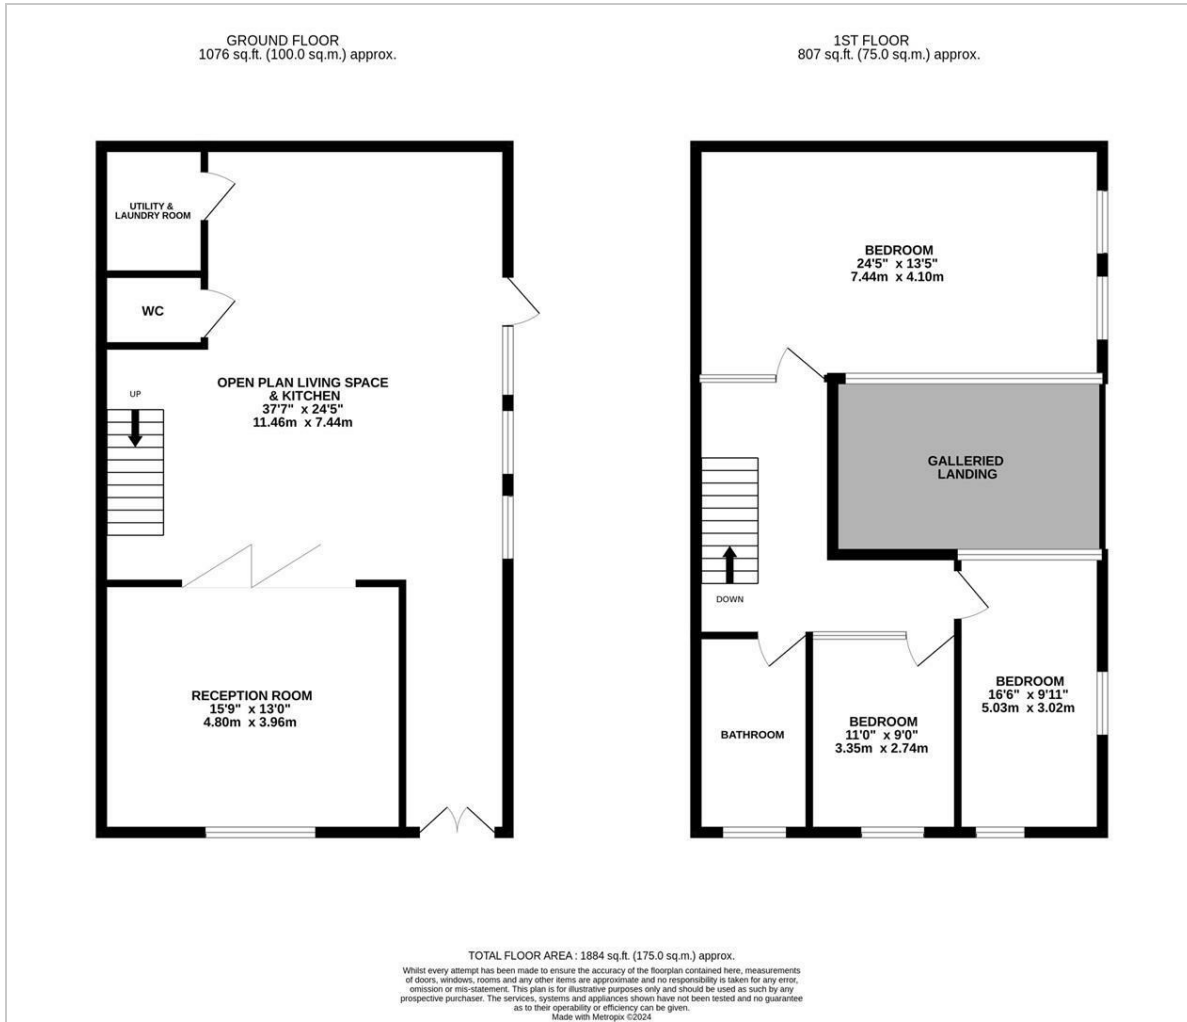 GROUND FLOOR
1076 sq.ft. (100.0 sq.m.) approx.
1ST FLOOR
807 sq.ft. (75.0 sq.m.) approx.
UTILITY &
LAUNDRY ROOM
WC
UP
OPEN PLAN LIVING SPACE
& KITCHEN
37'7" x 24'5"
11.46m x 7.44m
RECEPTION ROOM
15'9" x 13'0"
4.80m x 3.96m
BEDROOM
24'5" x 13'5"
7.44m x 4.10m
GALLERIED
LANDING
DOWN
BATHROOM
BEDROOM
11'0" x 9'0"
3.35m x 2.74m
BEDROOM
16'6" x 9'11"
5.03m x 3.02m
TOTAL FLOOR AREA : 1884 sq.ft. (175.0 sq.m.) approx.
Whilst every attempt has been made to ensure the accuracy of the floorplan contained here, measurements
of doors, windows, rooms and any other items are approximate and no responsibility is taken for any error,
omission or mis-statement. This plan is for illustrative purposes only and should be used as such by any
prospective purchaser. The services, systems and appliances shown have not been tested and no guarantee
as to their operability or efficiency can be given.
Made with Metropix ©2024